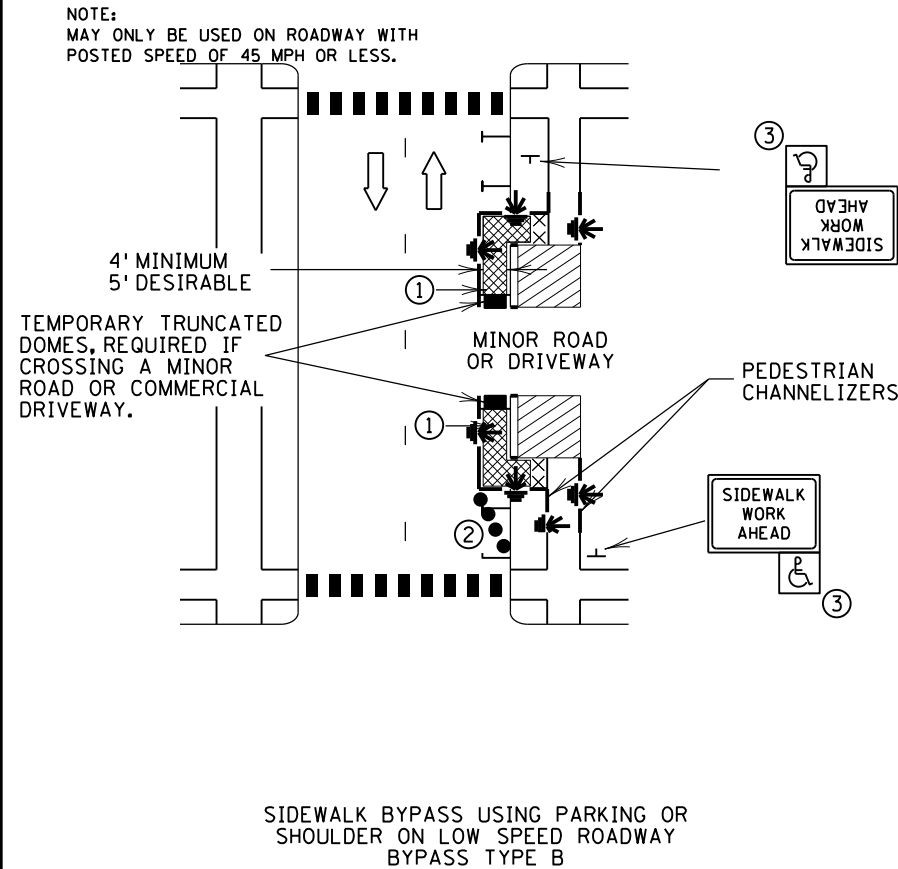 NOTE:
MAY ONLY BE USED ON ROADWAY WITH
POSTED SPEED OF 45 MPH OR LESS.
3
SIDEWALK
WORK
AHEAD
4' MINIMUM
5' DESIRABLE
1
TEMPORARY TRUNCATED
DOMES, REQUIRED IF
CROSSING A MINOR
ROAD OR COMMERCIAL
DRIVEWAY.
MINOR ROAD
OR DRIVEWAY
PEDESTRIAN
CHANNELIZERS
1
2
SIDEWALK
WORK
AHEAD
3
SIDEWALK BYPASS USING PARKING OR
SHOULDER ON LOW SPEED ROADWAY
BYPASS TYPE B